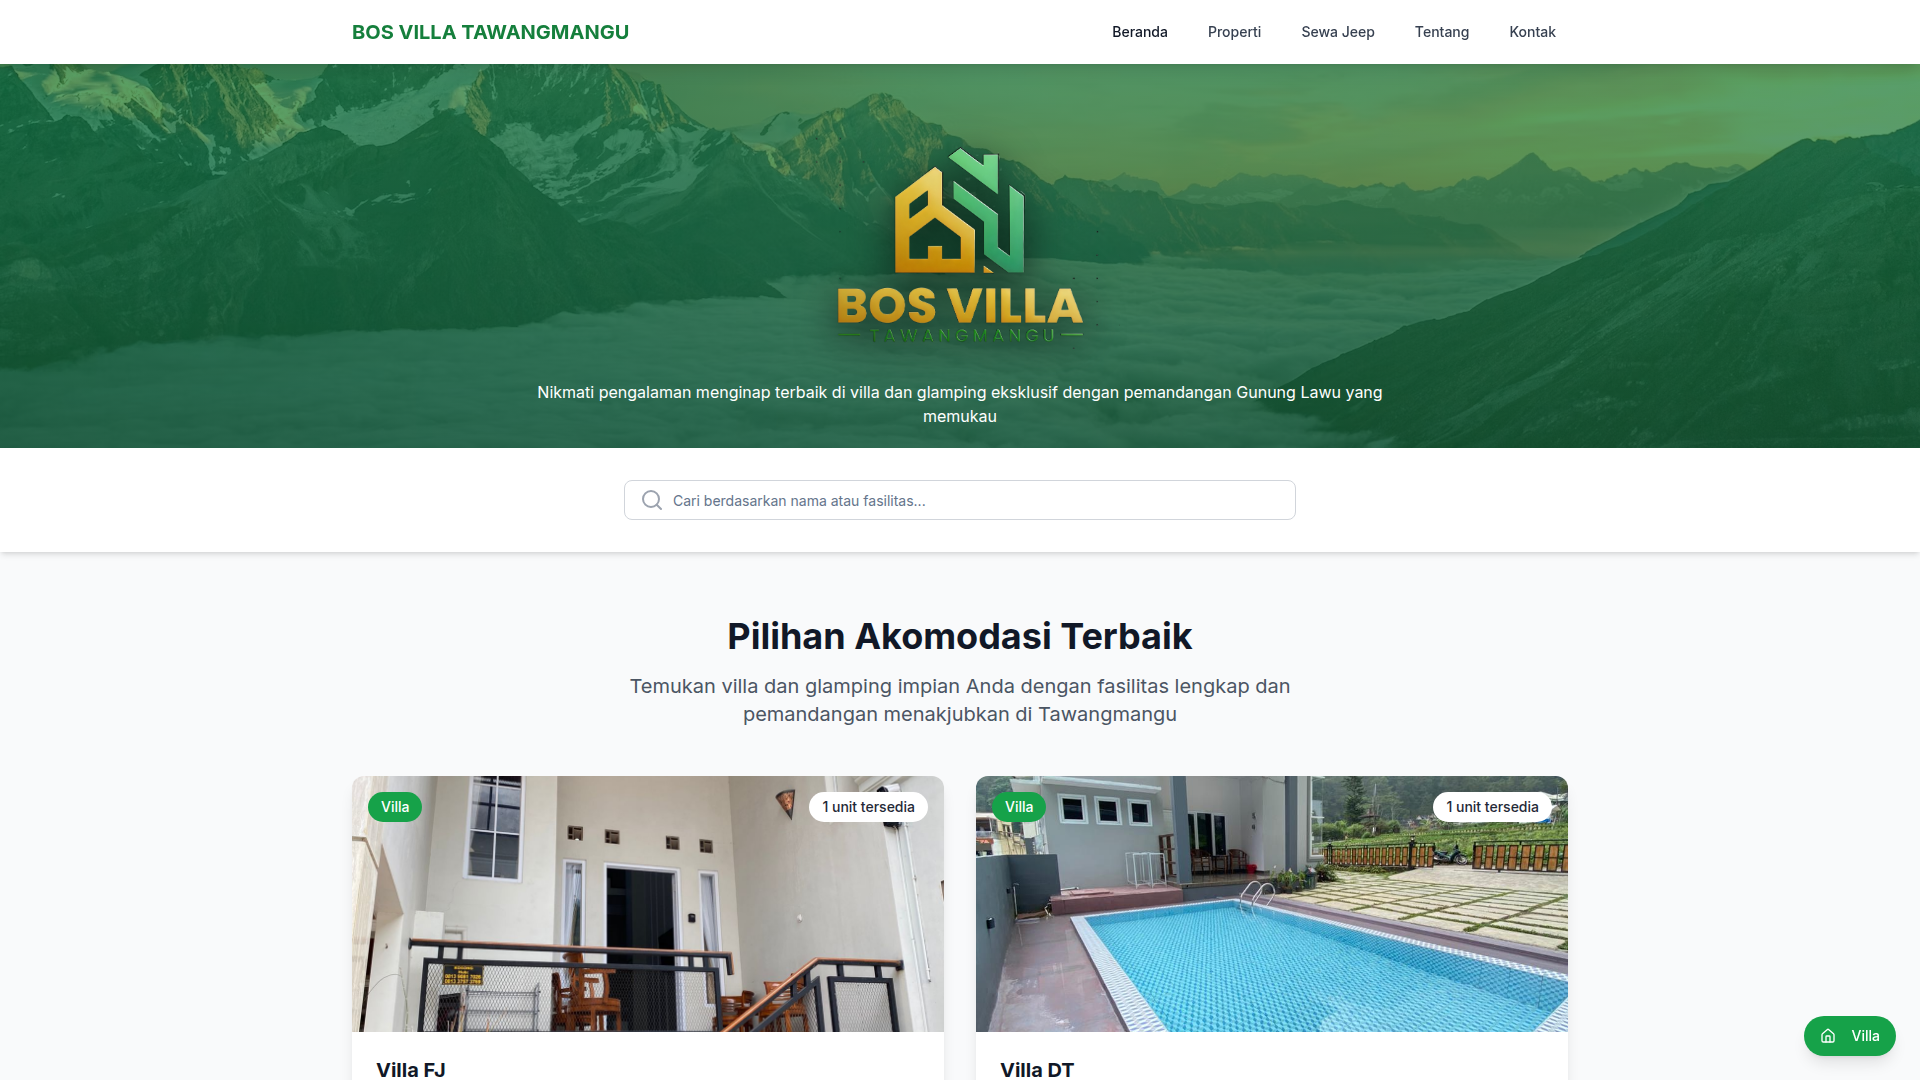 BOS VILLA TAWANGMANGU
Beranda
Properti
Sewa Jeep
Tentang
Kontak
BOS VILLA
TAWANGMANGU
Nikmati pengalaman menginap terbaik di villa dan glamping eksklusif dengan pemandangan Gunung Lawu yang
memukau
Cari berdasarkan nama atau fasilitas...
Pilihan Akomodasi Terbaik
Temukan villa dan glamping impian Anda dengan fasilitas lengkap dan
pemandangan menakjubkan di Tawangmangu
Villa
1 unit tersedia
Villa
1 unit tersedia
Villa FJ
Villa DT
Villa